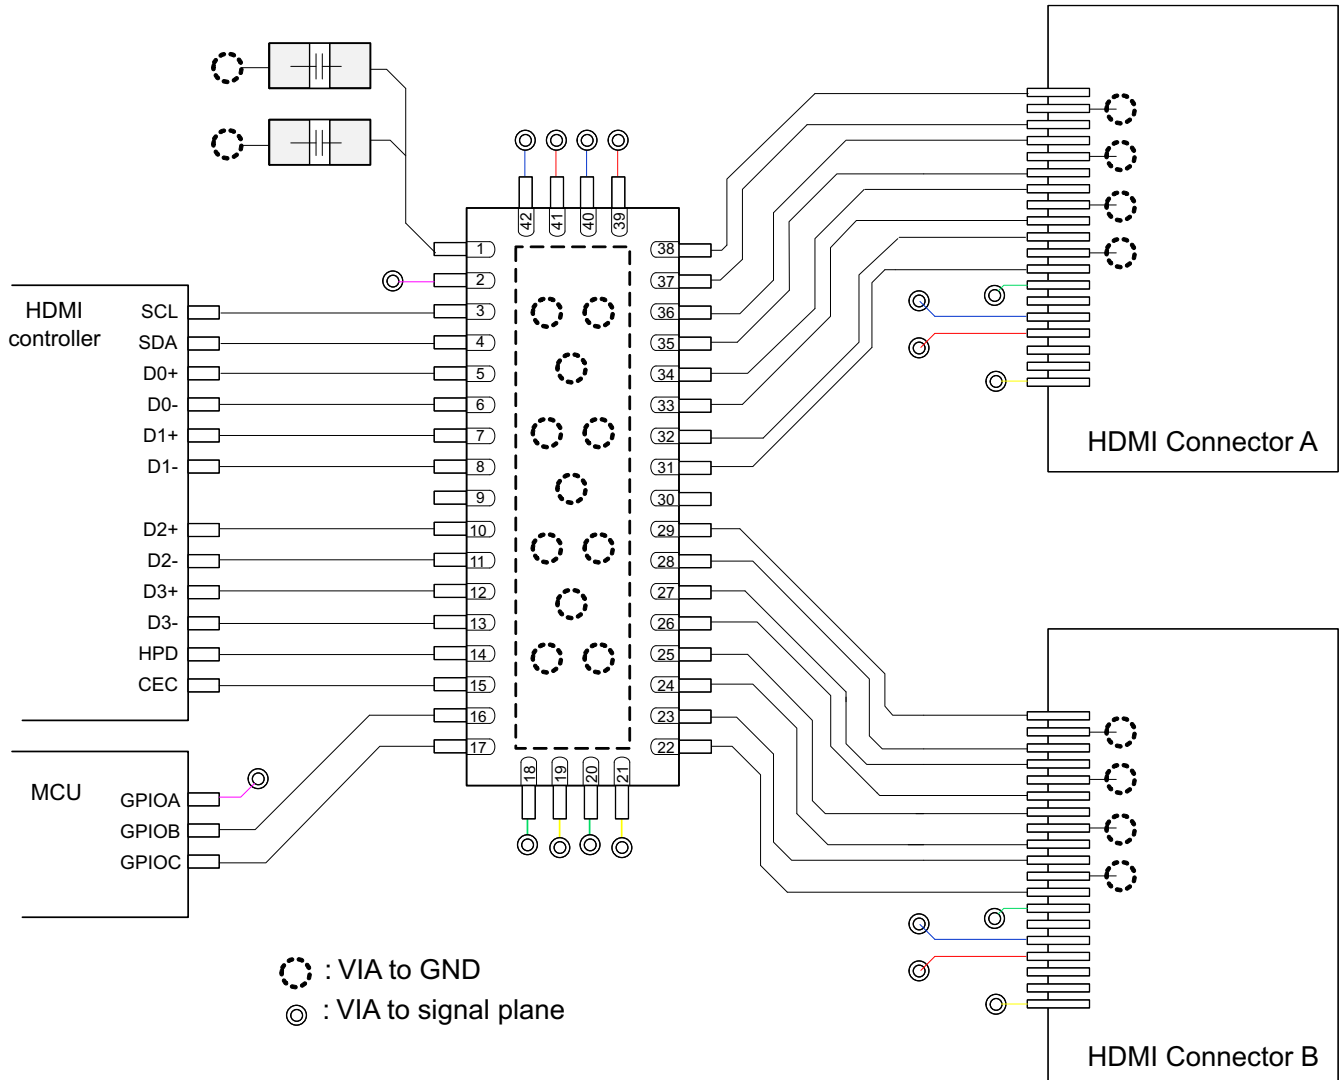 42 41 40 39
1 38
2 37
HDMI controller
SCL 3 36
SDA 4 35
D0+ 5 34
D0- 6 33
D1+ 7 32
D1- 8 31
9 30
D2+ 10 29
D2- 11 28
D3+ 12 27
D3- 13 26
HPD 14 25
CEC 15 24
16 23
17 22
18 19 20 21
HDMI Connector A
MCU
GPIOA
GPIOB
GPIOC
: VIA to GND
: VIA to signal plane
HDMI Connector B